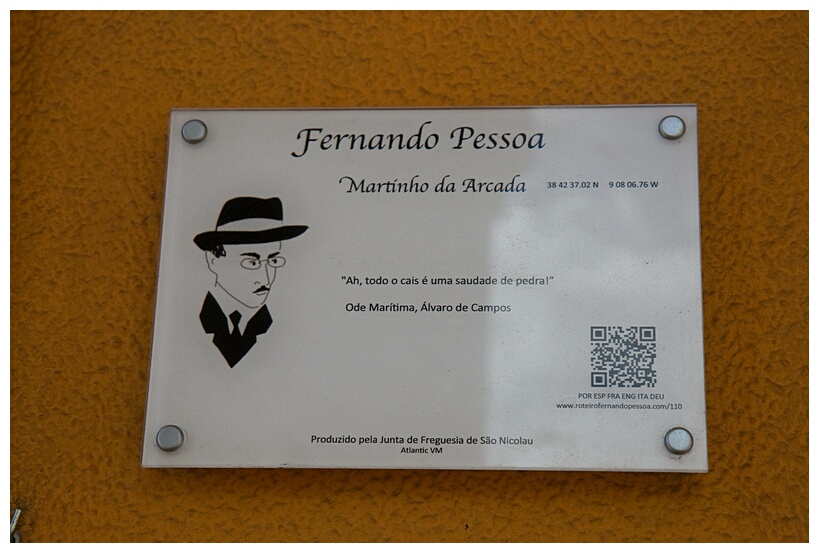 Fernando Pessoa
Martinho da Arcada 38 42 37.02 N 9 08 06.76 W
"Ah, todo o cais é uma saudade de pedra!"
Ode Marítima, Álvaro de Campos
POR ESP FRA ENG ITA DEU
www.roteirofernandopessoa.com/110
Produzido pela Junta de Freguesia de São Nicolau
Atlantic VM